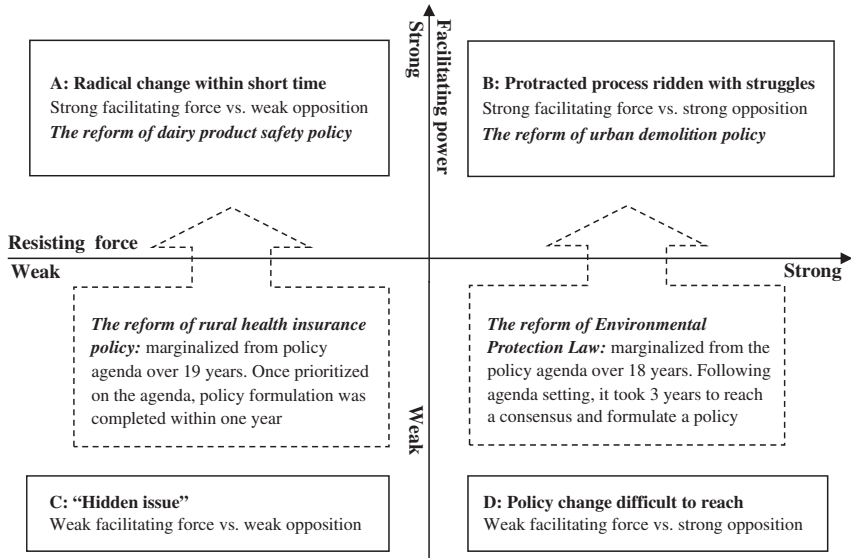 Strong
Facilitating power
A: Radical change within short time
Strong facilitating force vs. weak opposition
The reform of dairy product safety policy
B: Protracted process ridden with struggles
Strong facilitating force vs. strong opposition
The reform of urban demolition policy
Resisting force
Weak
Strong
The reform of rural health insurance
policy: marginalized from policy
agenda over 19 years. Once prioritized
on the agenda, policy formulation was
completed within one year
The reform of Environmental
Protection Law: marginalized from the
policy agenda over 18 years. Following
agenda setting, it took 3 years to reach
a consensus and formulate a policy
Weak
C: “Hidden issue”
Weak facilitating force vs. weak opposition
D: Policy change difficult to reach
Weak facilitating force vs. strong opposition